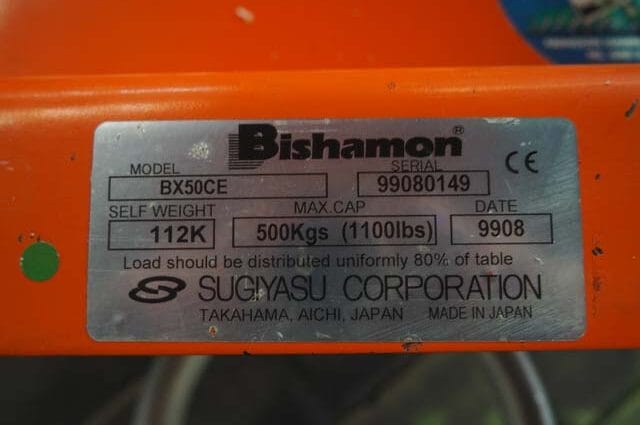 Bishamon®
MODEL SERIAL CE
BX50CE 99080149
SELF WEIGHT MAX.CAP DATE
112K 500Kgs (1100lbs) 9908
Load should be distributed uniformly 80% of table
SUGIYASU CORPORATION
TAKAHAMA, AICHI, JAPAN MADE IN JAPAN